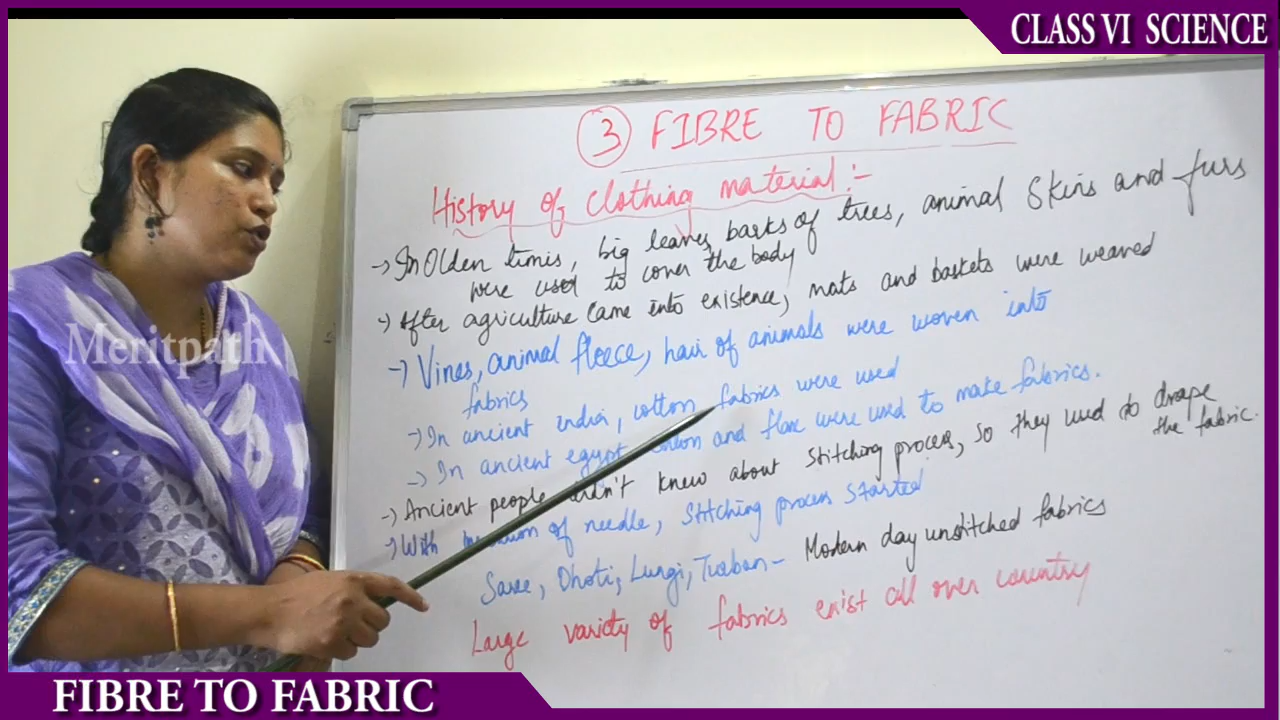 CLASS VI SCIENCE
3 FIBRE TO FABRIC
History of clothing material :-
-> In Olden times, big leaves, barks of trees, animal skins and furs
were used to cover the body
-> After agriculture came into existence, mats and baskets were weaved
-> Vines, animal fleece, hair of animals were woven into
fabrics
-> In ancient india, cotton fabrics were used
-> In ancient egypt cotton and flax were used to make fabrics.
-> Ancient people didn't knew about stitching process, so they used to drape
the fabric.
-> With of needle, stitching process started
Saree, Dhoti, Lungi, Turban - Modern day unstitched fabrics
Large variety of fabrics exist all over country
Meritpath
FIBRE TO FABRIC